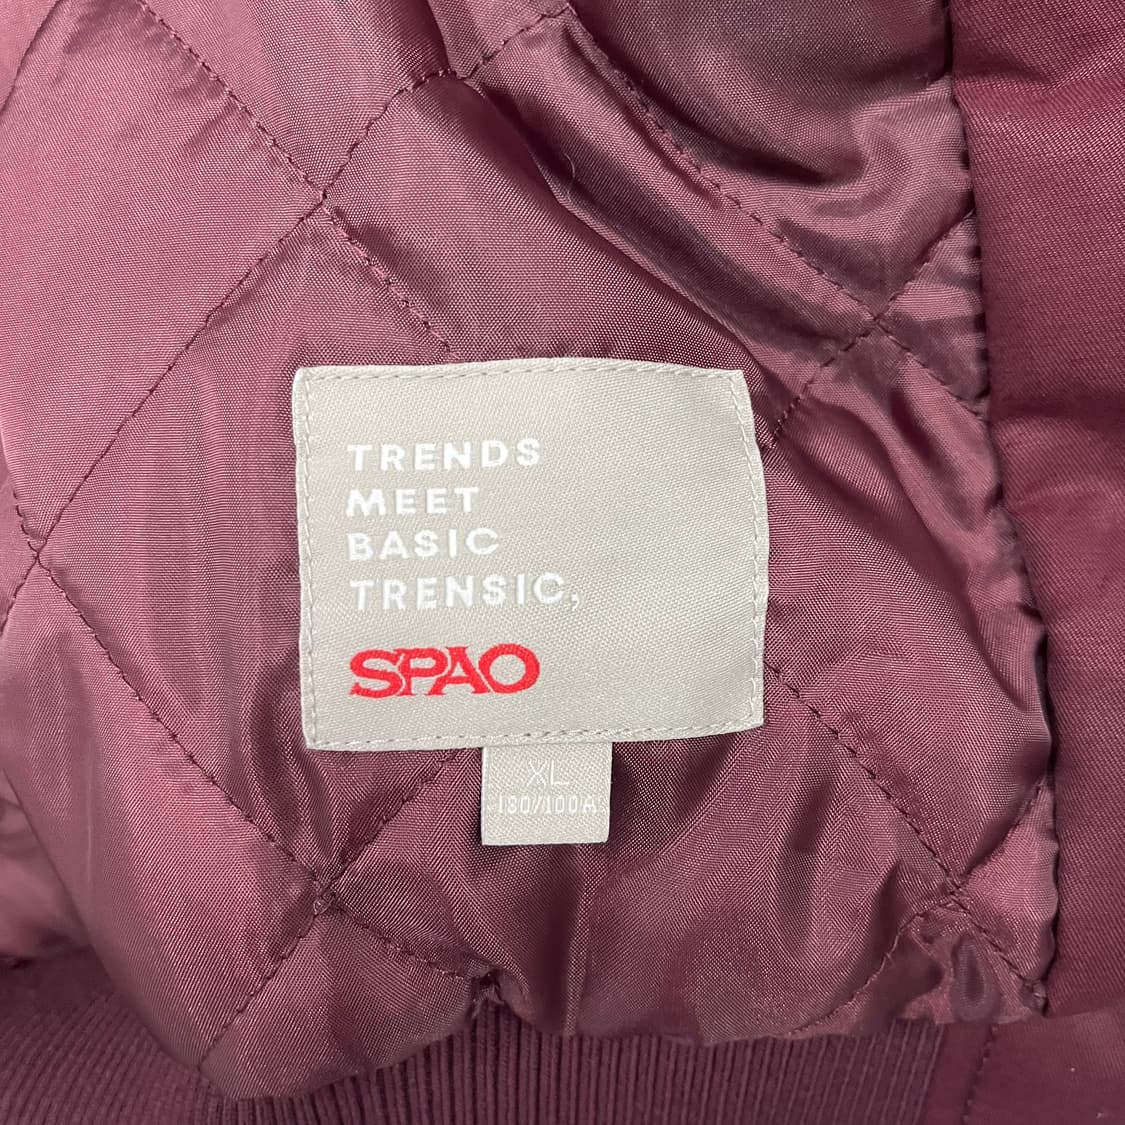 TRENDS
MEET
BASIC
TRENSIC,
SPAO
XL
180/100A